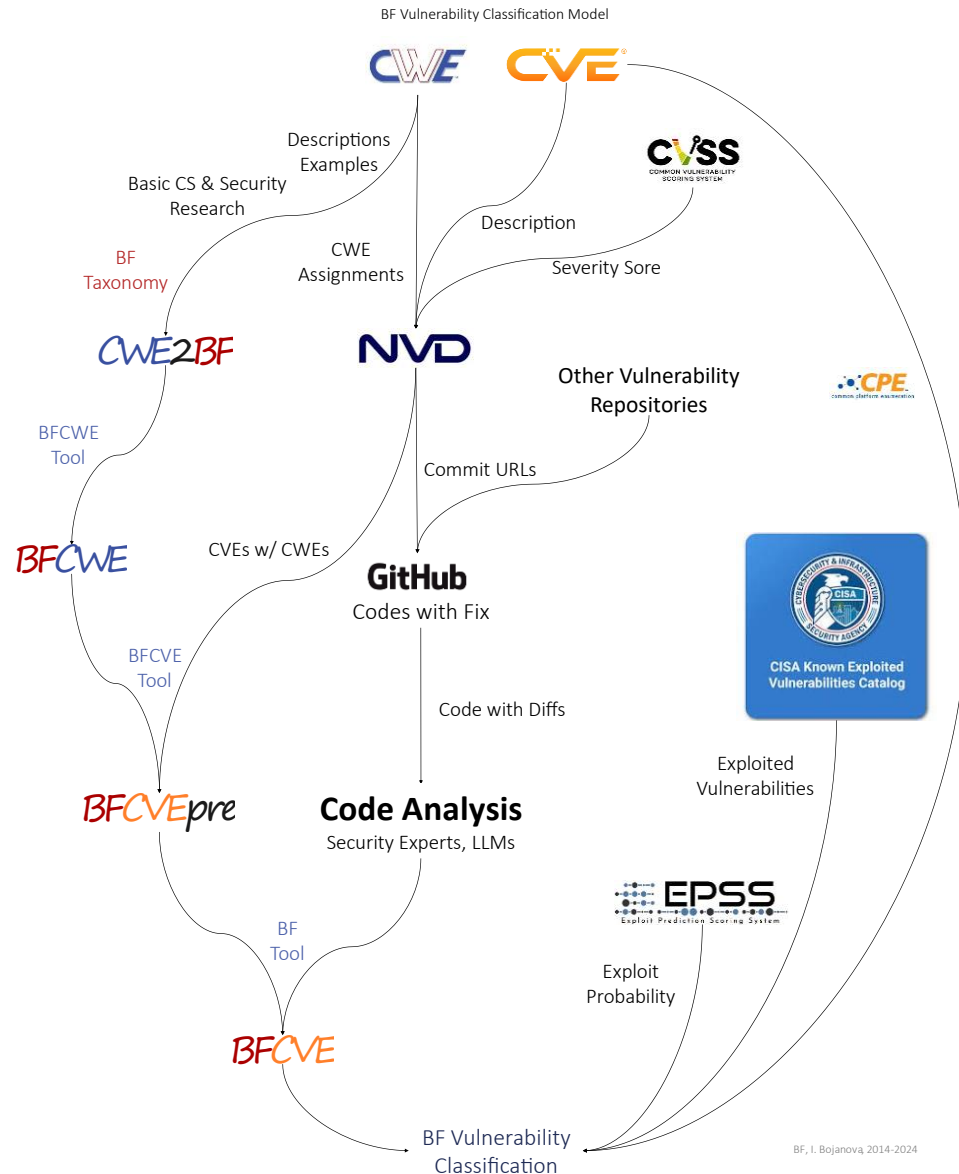 BF Vulnerability Classification Model
CWE
CVE
CVSS
COMMON VULNERABILITY
SCORING SYSTEM
Descriptions
Examples
Basic CS & Security
Research
Description
CWE
Assignments
Severity Sore
BF
Taxonomy
CWE2BF
NVD
Other Vulnerability
Repositories
CPE
common platform enumeration
BFCWE
Tool
Commit URLs
BFCWE
CVEs w/ CWEs
GitHub
Codes with Fix
CYBERSECURITY & INFRASTRUCTURE
CISA
SECURITY AGENCY
CISA Known Exploited
Vulnerabilities Catalog
BFCVE
Tool
Code with Diffs
Exploited
Vulnerabilities
BFCVEpre
Code Analysis
Security Experts, LLMs
EPSS
Exploit Prediction Scoring System
BF
Tool
Exploit
Probability
BFCVE
BF Vulnerability
Classification
BF, I. Bojanova, 2014-2024